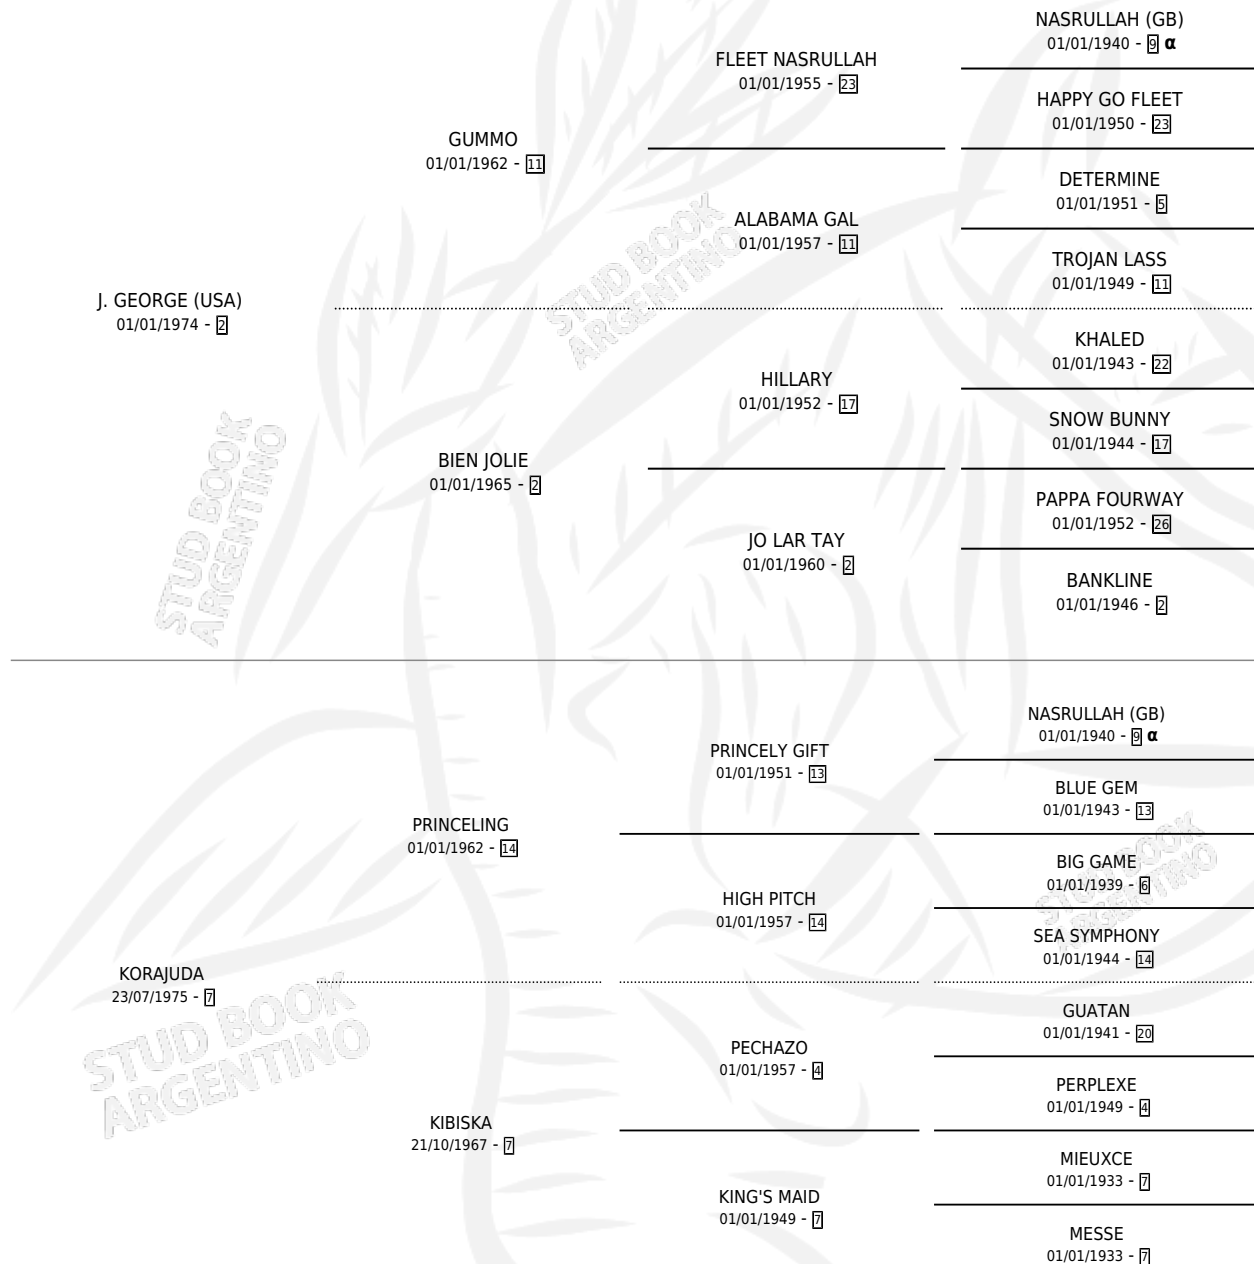 NASRULLAH (GB)
01/01/1940 - 9 α
FLEET NASRULLAH
01/01/1955 - 23
HAPPY GO FLEET
01/01/1950 - 23
GUMMO
01/01/1962 - 11
DETERMINE
01/01/1951 - 5
ALABAMA GAL
01/01/1957 - 11
TROJAN LASS
01/01/1949 - 11
J. GEORGE (USA)
01/01/1974 - 2
KHALED
01/01/1943 - 22
HILLARY
01/01/1952 - 17
SNOW BUNNY
01/01/1944 - 17
BIEN JOLIE
01/01/1965 - 2
PAPPA FOURWAY
01/01/1952 - 26
JO LAR TAY
01/01/1960 - 2
BANKLINE
01/01/1946 - 2
NASRULLAH (GB)
01/01/1940 - 9 α
PRINCELY GIFT
01/01/1951 - 13
BLUE GEM
01/01/1943 - 13
PRINCELING
01/01/1962 - 14
BIG GAME
01/01/1939 - 6
HIGH PITCH
01/01/1957 - 14
SEA SYMPHONY
01/01/1944 - 14
KORAJUDA
23/07/1975 - 7
GUATAN
01/01/1941 - 20
PECHAZO
01/01/1957 - 4
PERPLEXE
01/01/1949 - 4
KIBISKA
21/10/1967 - 7
MIEUXCE
01/01/1933 - 7
KING'S MAID
01/01/1949 - 7
MESSE
01/01/1933 - 7
STUD BOOK
ARGENTINO
STUD BOOK
ARGENTINO
STUD BOOK
ARGENTINO
STUD BOOK
ARGENTINO